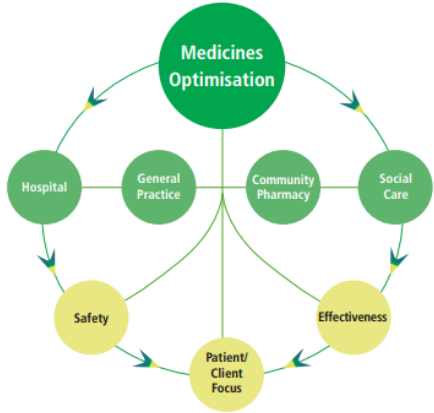 Medicines
Optimisation
Hospital
General
Practice
Community
Pharmacy
Social
Care
Safety
Effectiveness
Patient/
Client
Focus